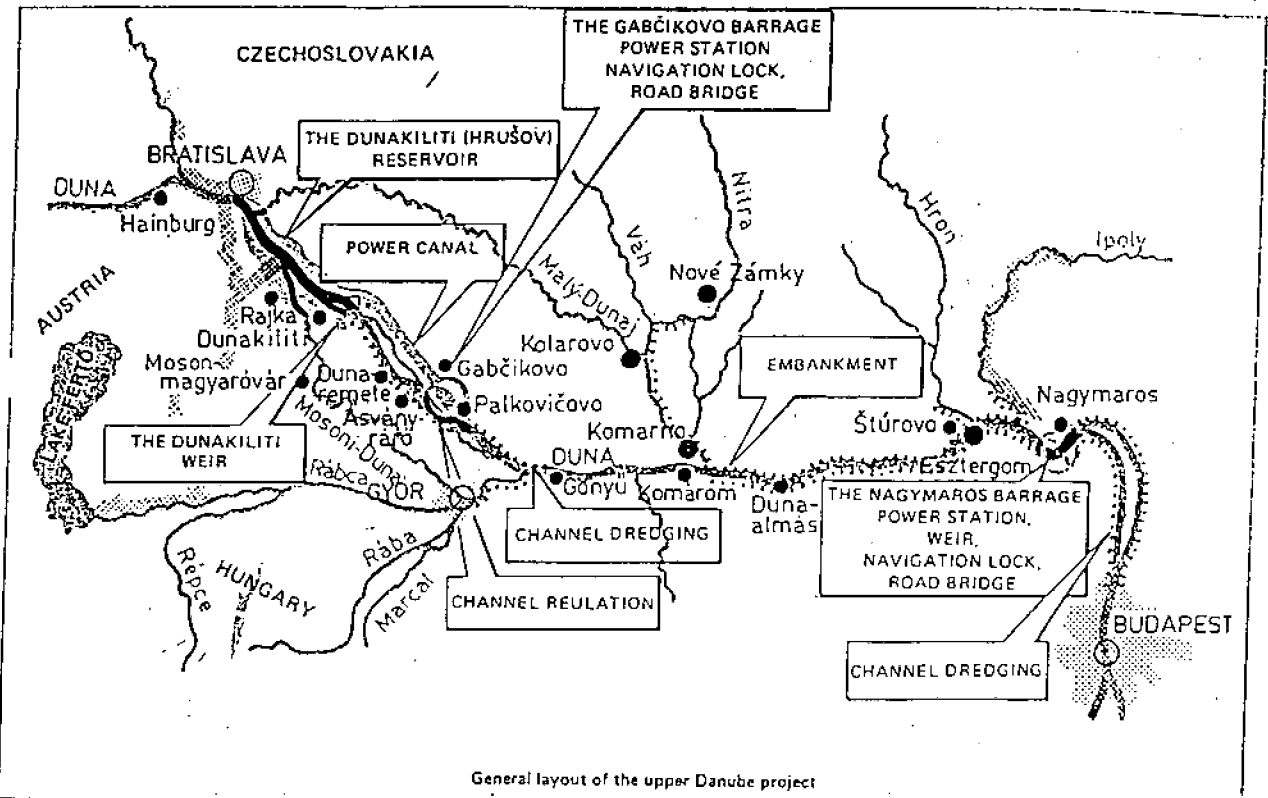 THE GABČIKOVO BARRAGE
POWER STATION
NAVIGATION LOCK,
ROAD BRIDGE
CZECHOSLOVAKIA
THE DUNAKILITI (HRUŠOV)
RESERVOIR
BRATISLAVA
DUNA
Hainburg
POWER CANAL
AUSTRIA
Rajka
Dunakiliti
Moson-
magyaróvár
LAKE FERTŐ
Duna-
remete
Ásvány-
ráró
Gabčikovo
Palkovičovo
THE DUNAKILITI
WEIR
Mosoni-Duna
Rábca
GYŐR
Répce
HUNGARY
Rába
Marcal
CHANNEL REULATION
CHANNEL DREDGING
DUNA
Gönyü
Malý-Dunaj
Váh
Nitra
Nové Zámky
Kolarovo
Komarno
Komarom
EMBANKMENT
Duna-
almás
Hron
Ipoly
Štúrovo
Esztergom
Nagymaros
THE NAGYMAROS BARRAGE
POWER STATION,
WEIR,
NAVIGATION LOCK,
ROAD BRIDGE
CHANNEL DREDGING
BUDAPEST
General layout of the upper Danube project